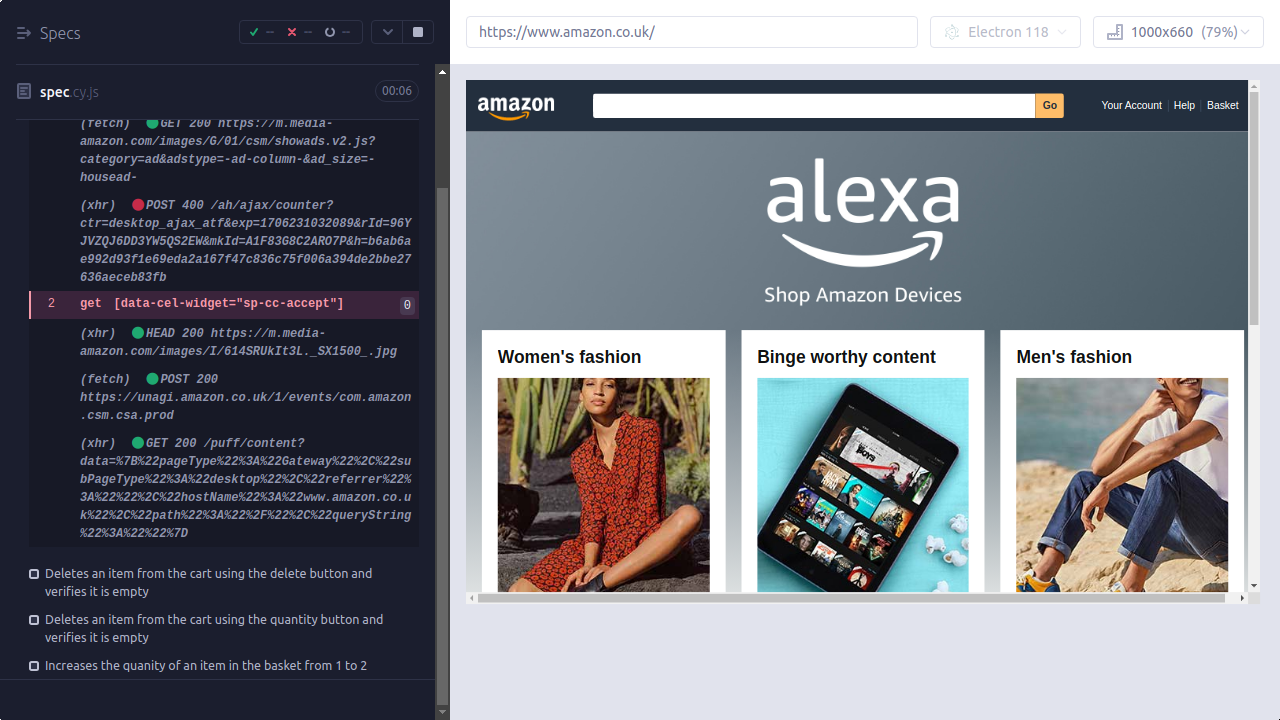 Specs
-- -- --
spec.cy.js
00:06
(fetch) GET 200 https://m.media-
amazon.com/images/G/01/csm/showads.v2.js?
category=ad&adstype=-ad-column-&ad_size=-
housead-
(xhr) POST 400 /ah/ajax/counter?
ctr=desktop_ajax_atf&exp=1706231032089&rId=96Y
JVZQJ6DD3YW5QS2EW&mkId=A1F83G8C2ARO7P&h=b6ab6a
e992d93f1e69eda2a167f47c836c75f006a394de2bbe27
636aeceb83fb
2 get [data-cel-widget="sp-cc-accept"] 0
(xhr) HEAD 200 https://m.media-
amazon.com/images/I/614SRUkIt3L._SX1500_.jpg
(fetch) POST 200
https://unagi.amazon.co.uk/1/events/com.amazon
.csm.csa.prod
(xhr) GET 200 /puff/content?
data=%7B%22pageType%22%3A%22Gateway%22%2C%22su
bPageType%22%3A%22desktop%22%2C%22referrer%22%
3A%22%22%2C%22hostName%22%3A%22www.amazon.co.u
k%22%2C%22path%22%3A%22%2F%22%2C%22queryString
%22%3A%22%22%7D
Deletes an item from the cart using the delete button and
verifies it is empty
Deletes an item from the cart using the quantity button and
verifies it is empty
Increases the quanity of an item in the basket from 1 to 2
https://www.amazon.co.uk/
Electron 118
1000x660 (79%)
amazon
Go
Your Account | Help | Basket
alexa
Shop Amazon Devices
Women's fashion
Binge worthy content
Men's fashion